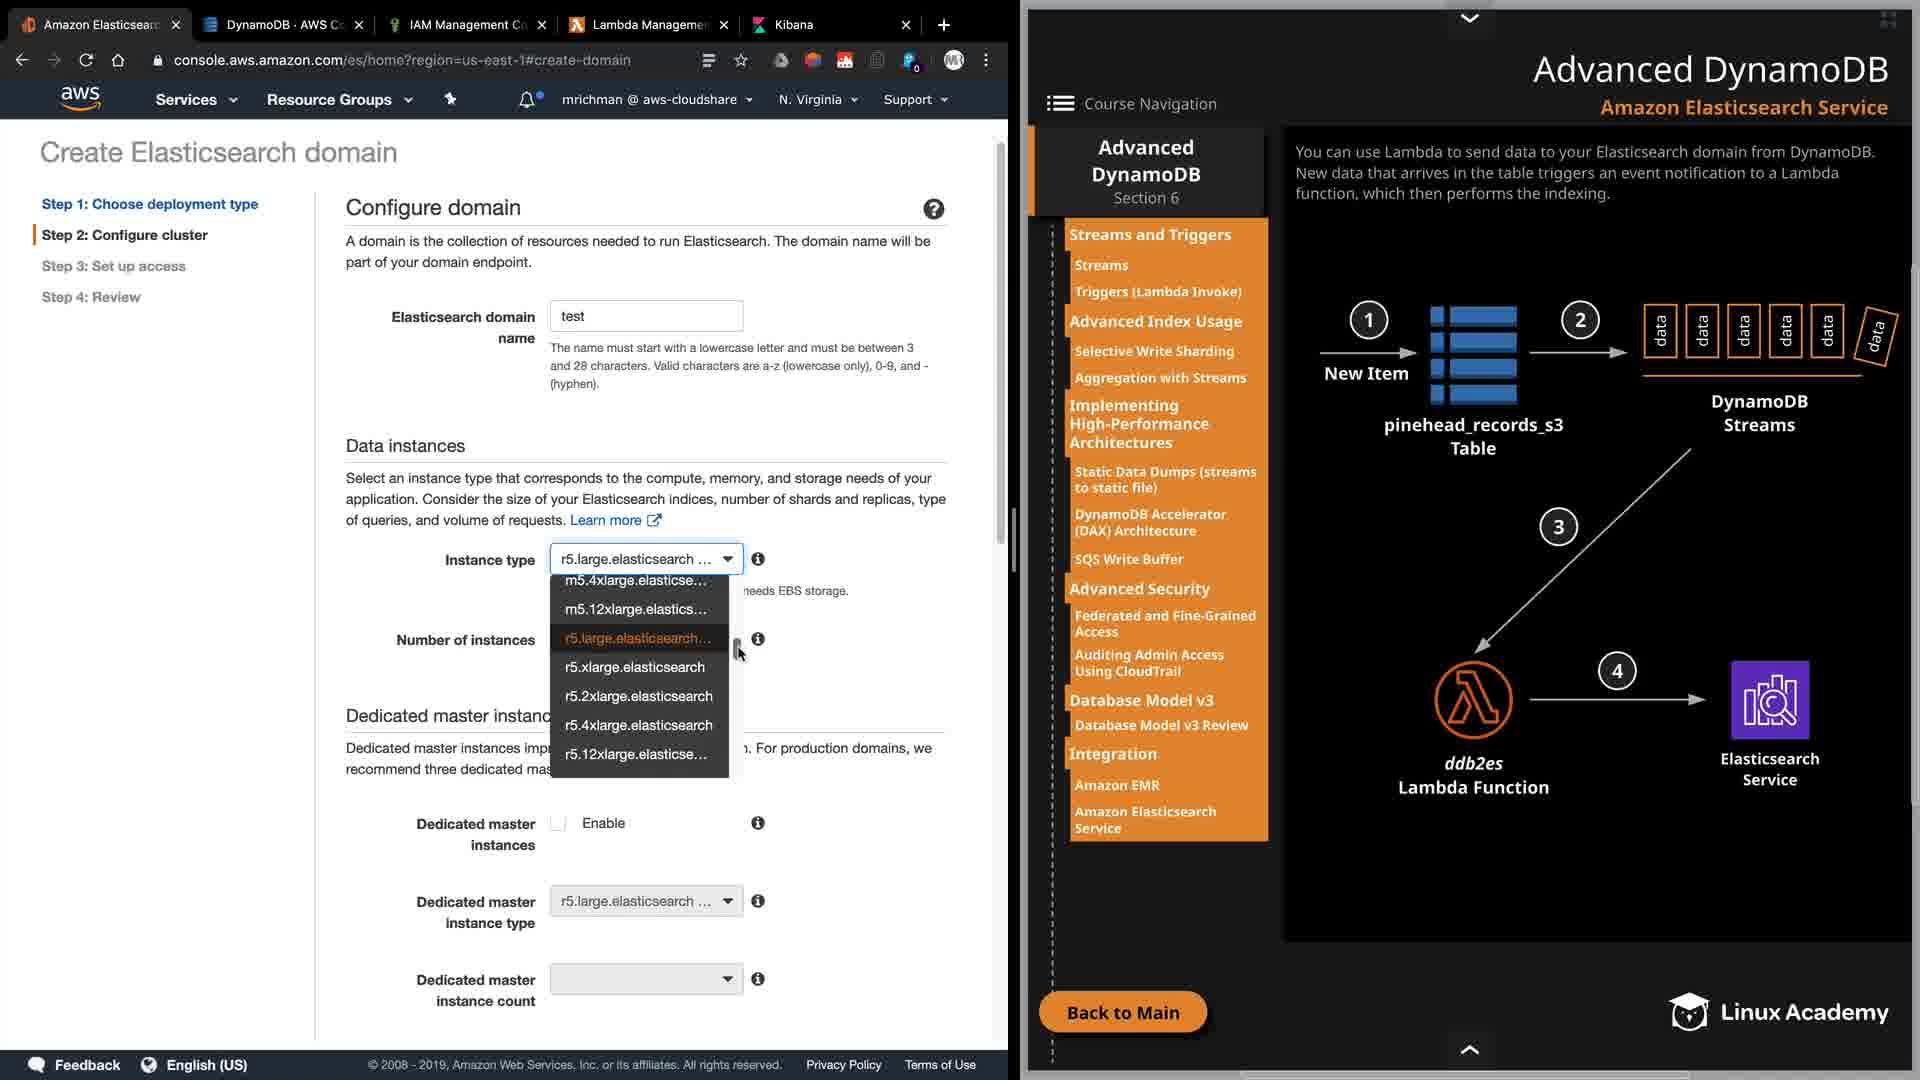 Amazon Elasticsear
DynamoDB · AWS Co
IAM Management Co
Lambda Managemen
Kibana
console.aws.amazon.com/es/home?region=us-east-1#create-domain
0
aws
Services
Resource Groups
mrichman @ aws-cloudshare
N. Virginia
Support
Create Elasticsearch domain
Step 1: Choose deployment type
Step 2: Configure cluster
Step 3: Set up access
Step 4: Review
Configure domain
A domain is the collection of resources needed to run Elasticsearch. The domain name will be
part of your domain endpoint.
Elasticsearch domain
name
test
The name must start with a lowercase letter and must be between 3
and 28 characters. Valid characters are a-z (lowercase only), 0-9, and -
(hyphen).
Data instances
Select an instance type that corresponds to the compute, memory, and storage needs of your
application. Consider the size of your Elasticsearch indices, number of shards and replicas, type
of queries, and volume of requests. Learn more
Instance type
r5.large.elasticsearch ...
m5.4xlarge.elasticse...
needs EBS storage.
m5.12xlarge.elastics...
Number of instances
r5.large.elasticsearch...
r5.xlarge.elasticsearch
r5.2xlarge.elasticsearch
r5.4xlarge.elasticsearch
r5.12xlarge.elasticse...
Dedicated master instanc
Dedicated master instances imp
n. For production domains, we
recommend three dedicated mas
Dedicated master
instances
Enable
Dedicated master
instance type
r5.large.elasticsearch ...
Dedicated master
instance count
Feedback
English (US)
© 2008 - 2019, Amazon Web Services, Inc. or its affiliates. All rights reserved.
Privacy Policy
Terms of Use
Advanced DynamoDB
Amazon Elasticsearch Service
Course Navigation
Advanced
DynamoDB
Section 6
Streams and Triggers
Streams
Triggers (Lambda Invoke)
Advanced Index Usage
Selective Write Sharding
Aggregation with Streams
Implementing
High-Performance
Architectures
Static Data Dumps (streams
to static file)
DynamoDB Accelerator
(DAX) Architecture
SQS Write Buffer
Advanced Security
Federated and Fine-Grained
Access
Auditing Admin Access
Using CloudTrail
Database Model v3
Database Model v3 Review
Integration
Amazon EMR
Amazon Elasticsearch
Service
Back to Main
You can use Lambda to send data to your Elasticsearch domain from DynamoDB.
New data that arrives in the table triggers an event notification to a Lambda
function, which then performs the indexing.
1
New Item
pinehead_records_s3
Table
2
data
data
data
data
data
data
DynamoDB
Streams
3
ddb2es
Lambda Function
4
Elasticsearch
Service
Linux Academy